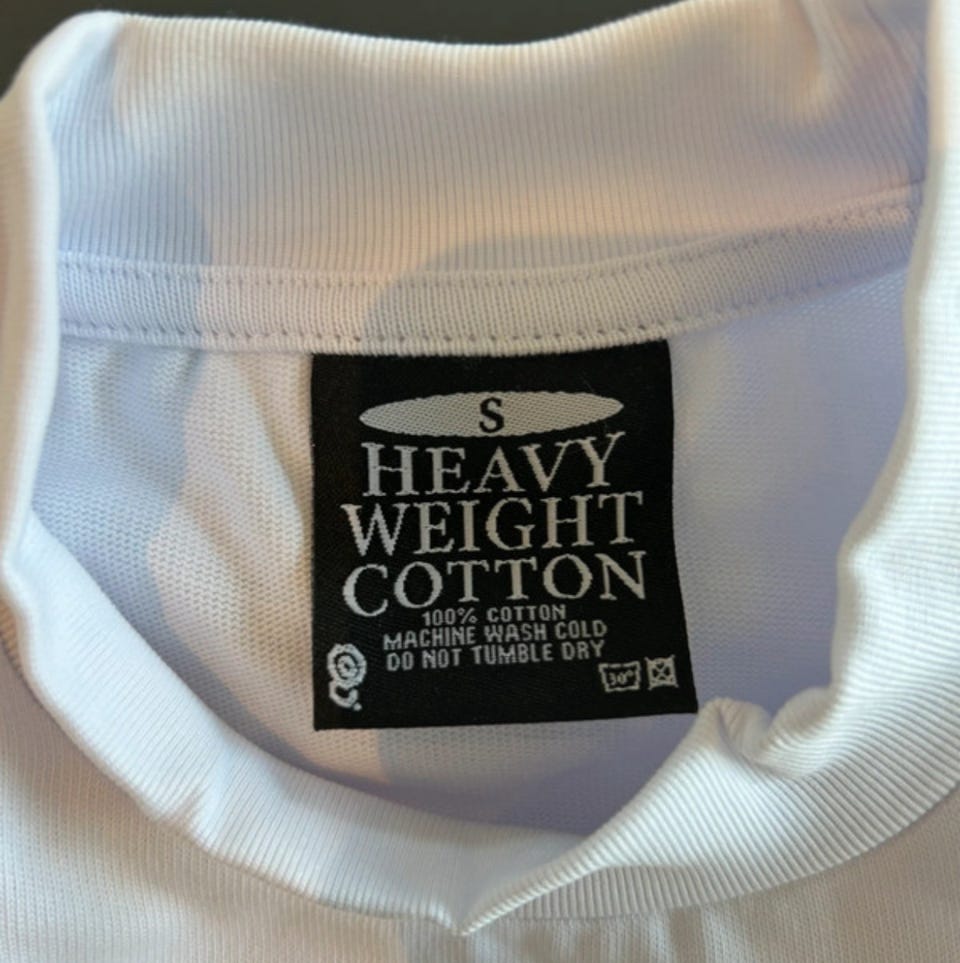 S
HEAVY
WEIGHT
COTTON
100% COTTON
MACHINE WASH COLD
DO NOT TUMBLE DRY
30°